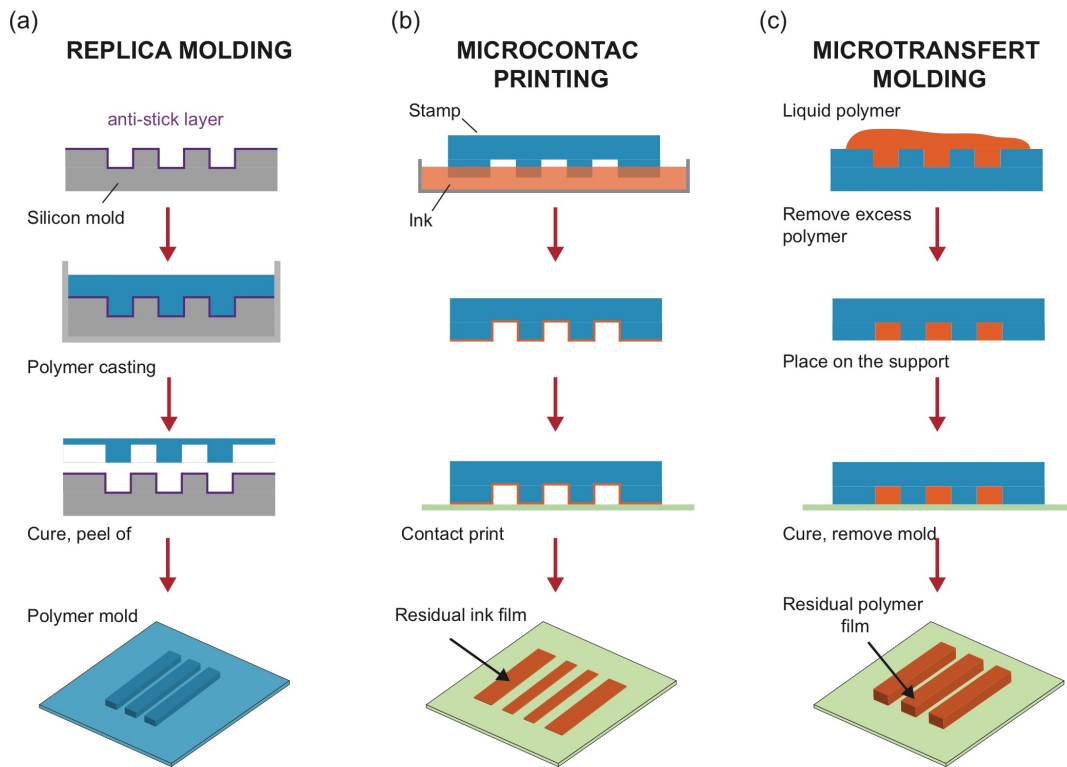 (a)
REPLICA MOLDING
anti-stick layer
Silicon mold
Polymer casting
Cure, peel of
Polymer mold
(b)
MICROCONTAC
PRINTING
Stamp
Ink
Contact print
Residual ink film
(c)
MICROTRANSFERT
MOLDING
Liquid polymer
Remove excess
polymer
Place on the support
Cure, remove mold
Residual polymer
film